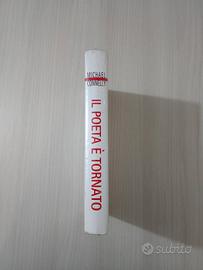 MICHAEL
CONNELLY
IL POETA È TORNATO
subito